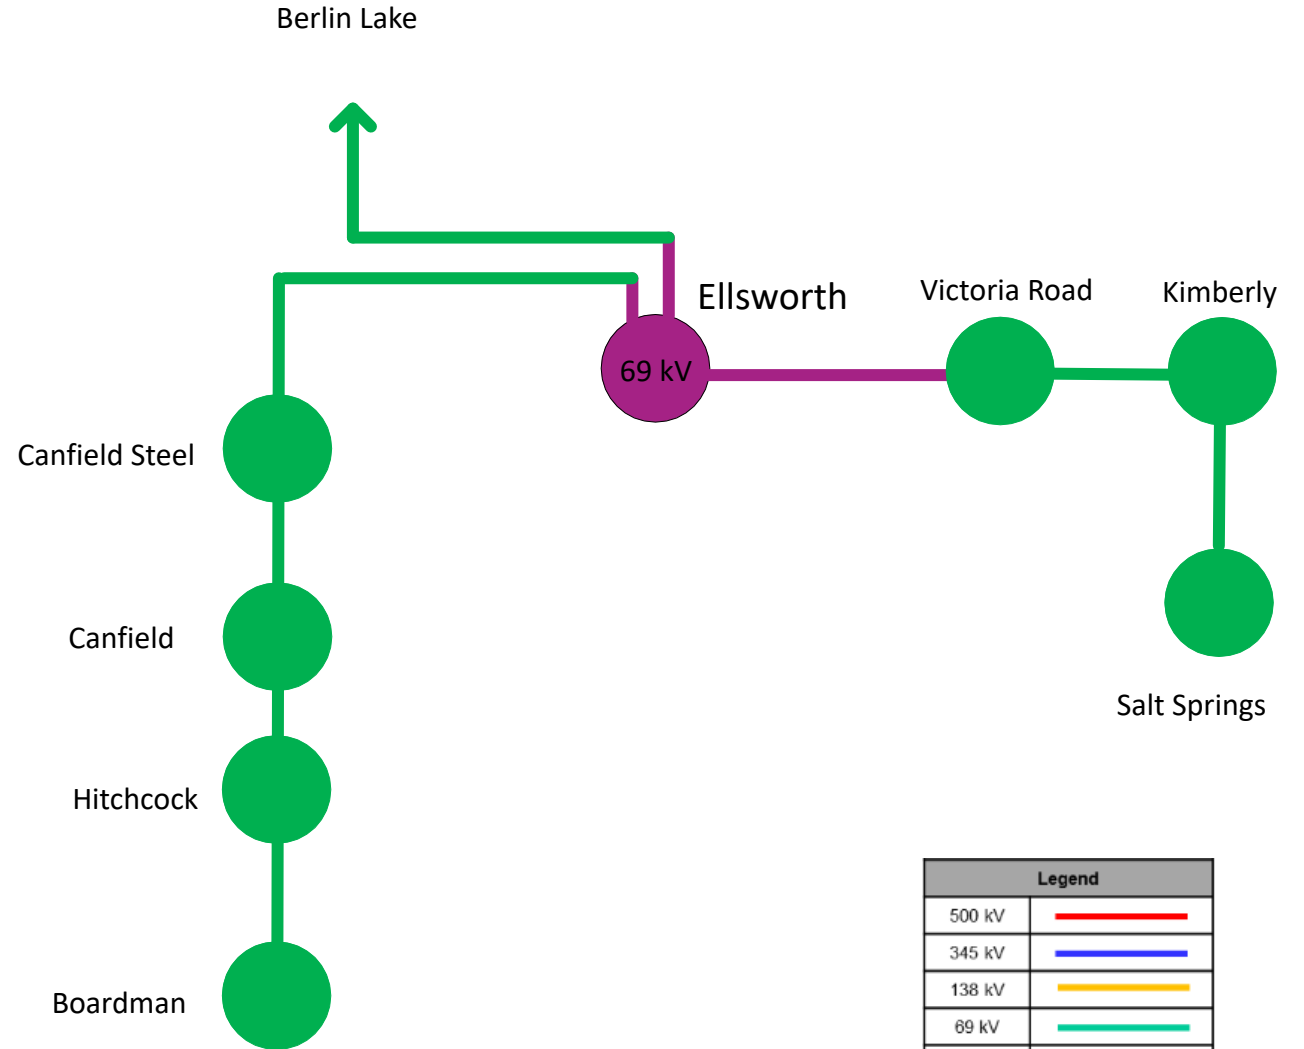 Berlin Lake
Ellsworth
Victoria Road
Kimberly
69 kV
Canfield Steel
Canfield
Salt Springs
Hitchcock
Boardman
Legend
500 kV
345 kV
138 kV
69 kV